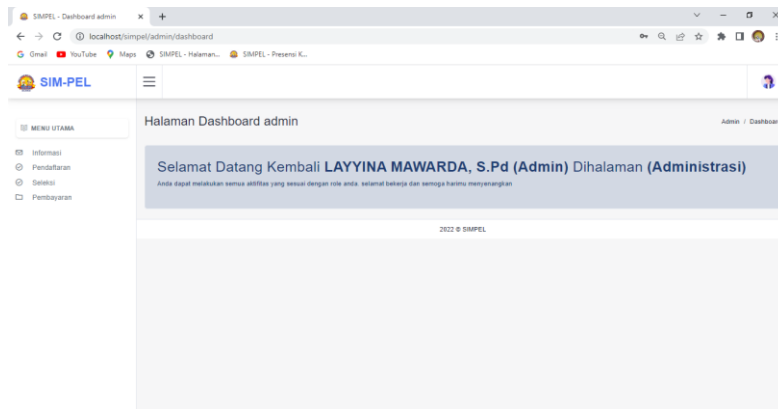 SIMPEL - Dashboard admin
localhost/simpel/admin/dashboard
Gmail YouTube Maps SIMPEL - Halaman... SIMPEL - Presensi K...
SIM-PEL
MENU UTAMA
Informasi
Pendaftaran
Seleksi
Pembayaran
Halaman Dashboard admin
Admin / Dashboar
Selamat Datang Kembali LAYYINA MAWARDA, S.Pd (Admin) Dihalaman (Administrasi)
Anda dapat melakukan semua aktifitas yang sesuai dengan role anda. selamat bekerja dan semoga harimu menyenangkan
2022 © SIMPEL